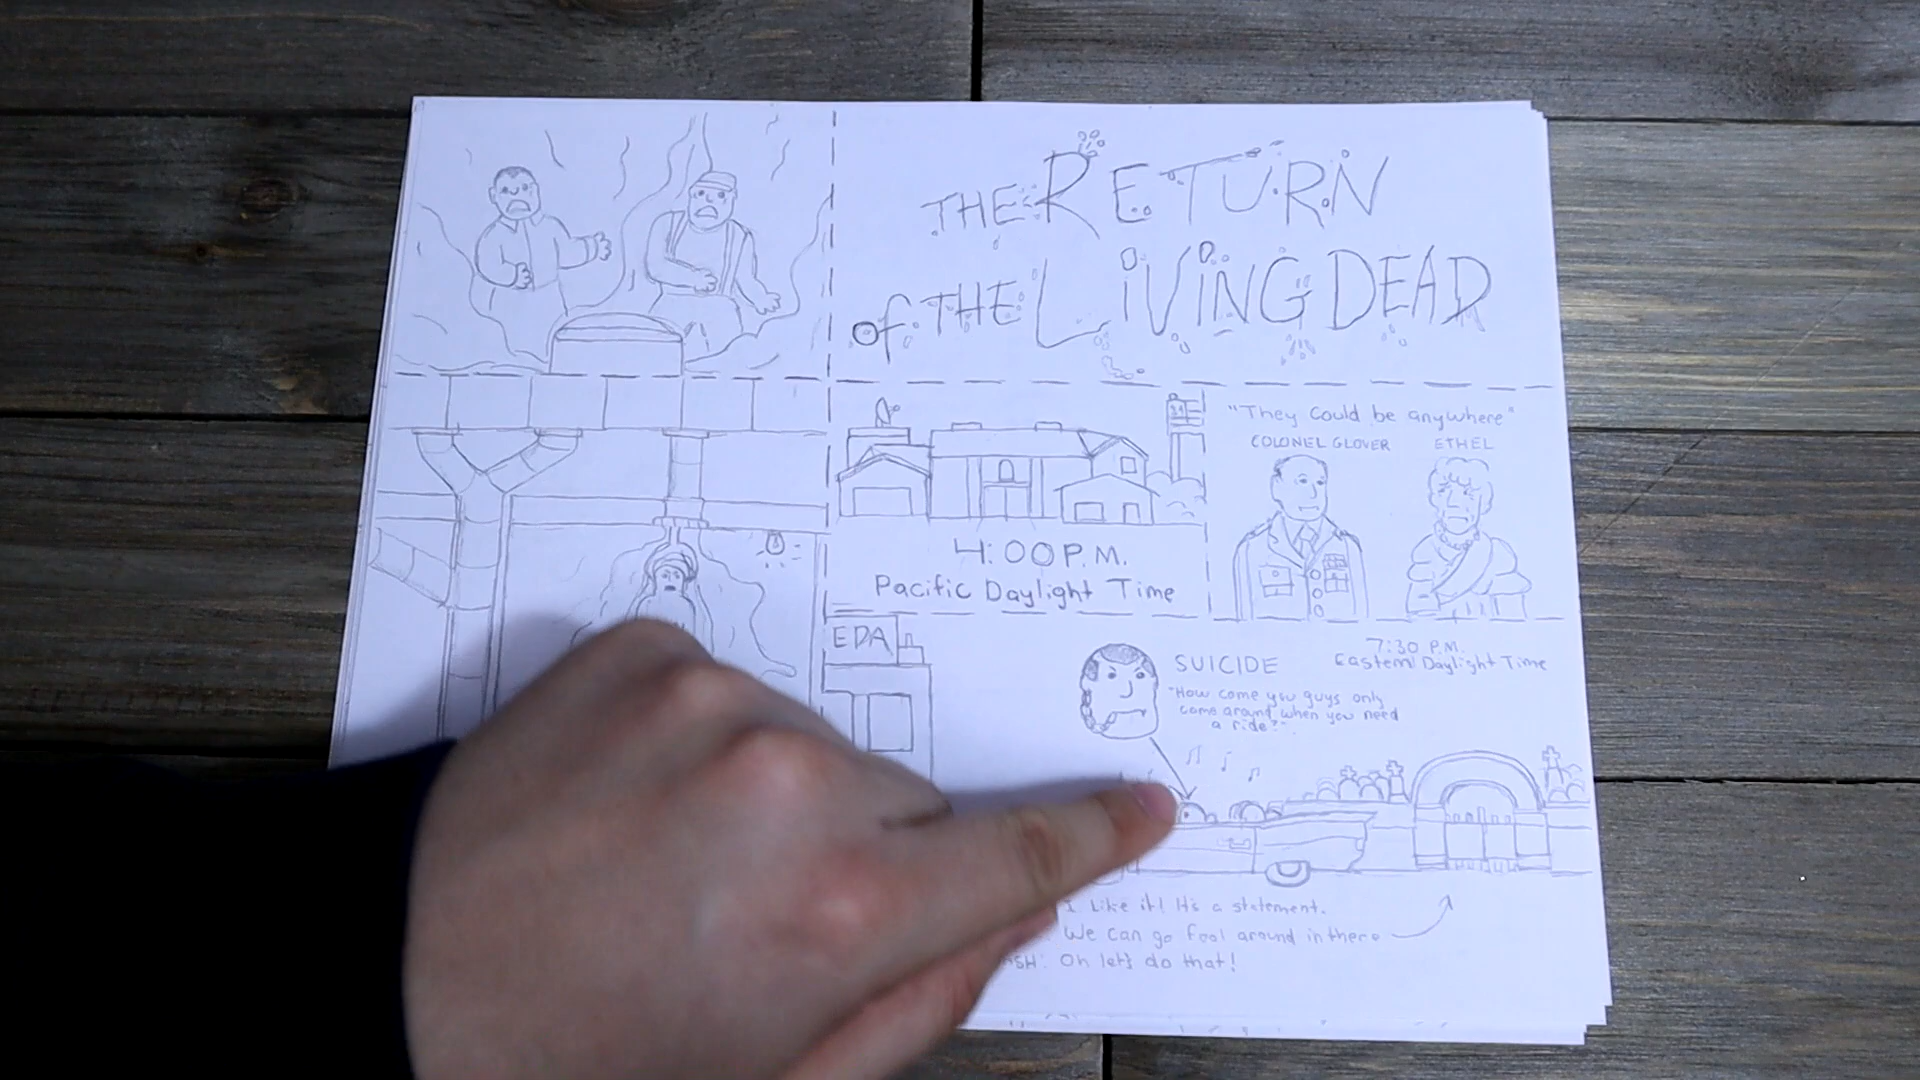 THE RETURN
of THE LIVING DEAD
"They could be anywhere"
COLONEL GLOVER ETHEL
4:00 P.M.
Pacific Daylight Time
EDA
SUICIDE
7:30 P.M.
Eastern Daylight Time
"How come you guys only
come around when you need
a ride?"
I like it! It's a statement.
We can go fool around in there
Oh let's do that!